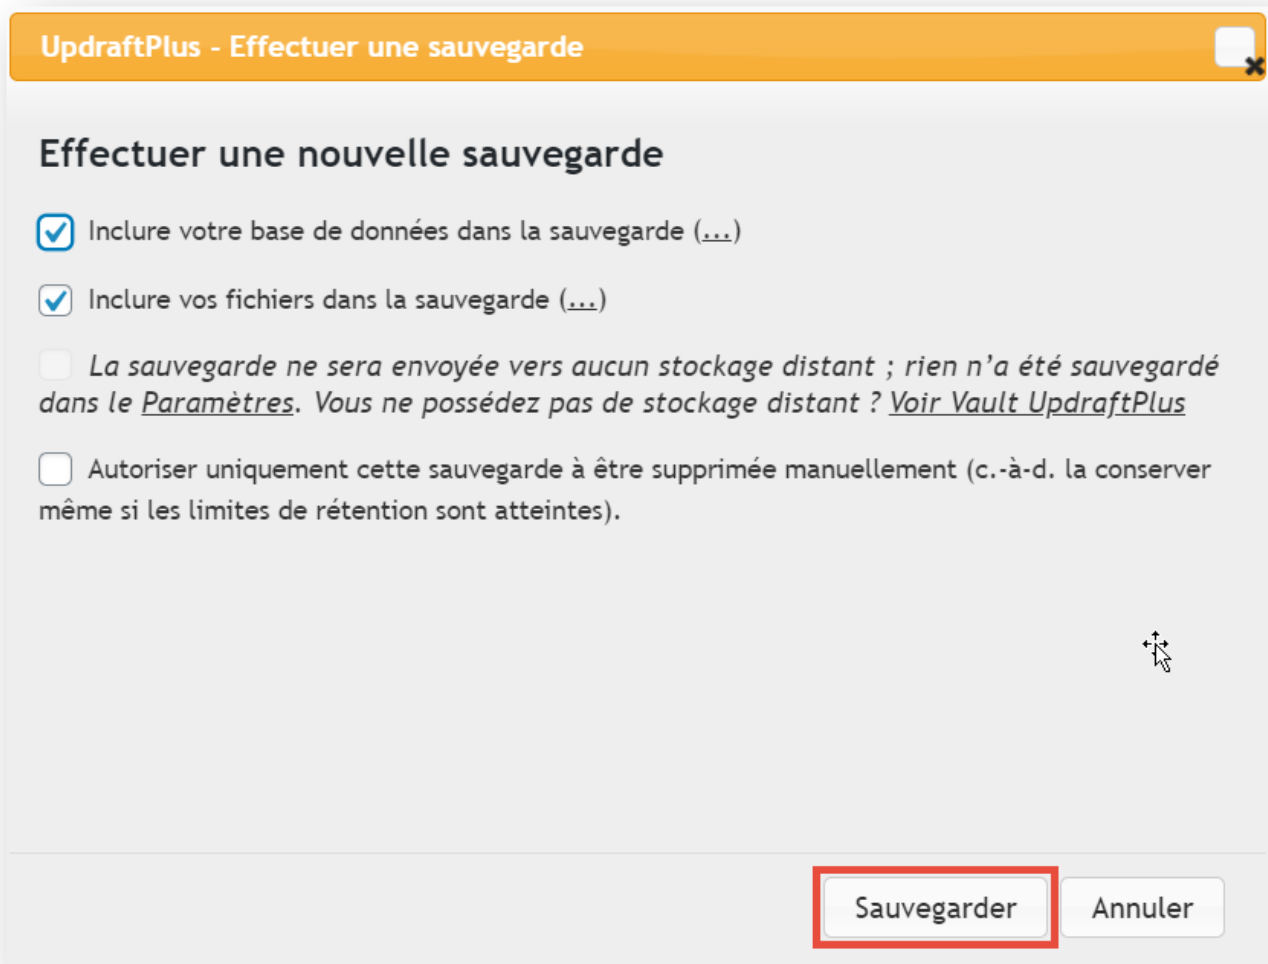 UpdraftPlus - Effectuer une sauvegarde
Effectuer une nouvelle sauvegarde
Inclure votre base de données dans la sauvegarde (...)
Inclure vos fichiers dans la sauvegarde (...)
La sauvegarde ne sera envoyée vers aucun stockage distant ; rien n’a été sauvegardé
dans le Paramètres. Vous ne possédez pas de stockage distant ? Voir Vault UpdraftPlus
Autoriser uniquement cette sauvegarde à être supprimée manuellement (c.-à-d. la conserver
même si les limites de rétention sont atteintes).
Sauvegarder
Annuler